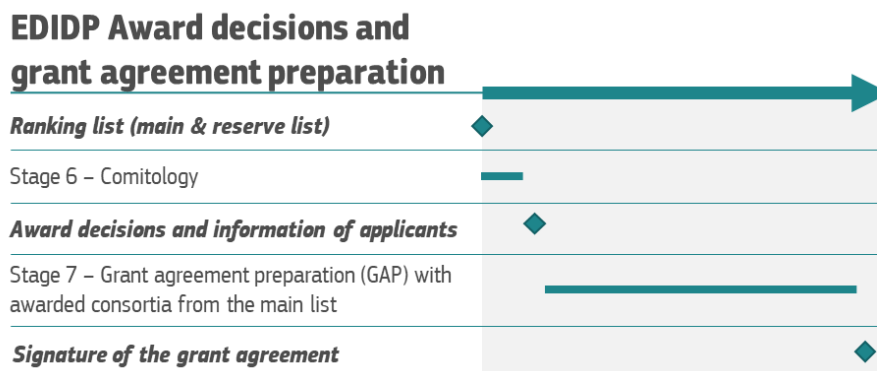 EDIDP Award decisions and
grant agreement preparation
Ranking list (main & reserve list)
Stage 6 – Comitology
Award decisions and information of applicants
Stage 7 – Grant agreement preparation (GAP) with
awarded consortia from the main list
Signature of the grant agreement